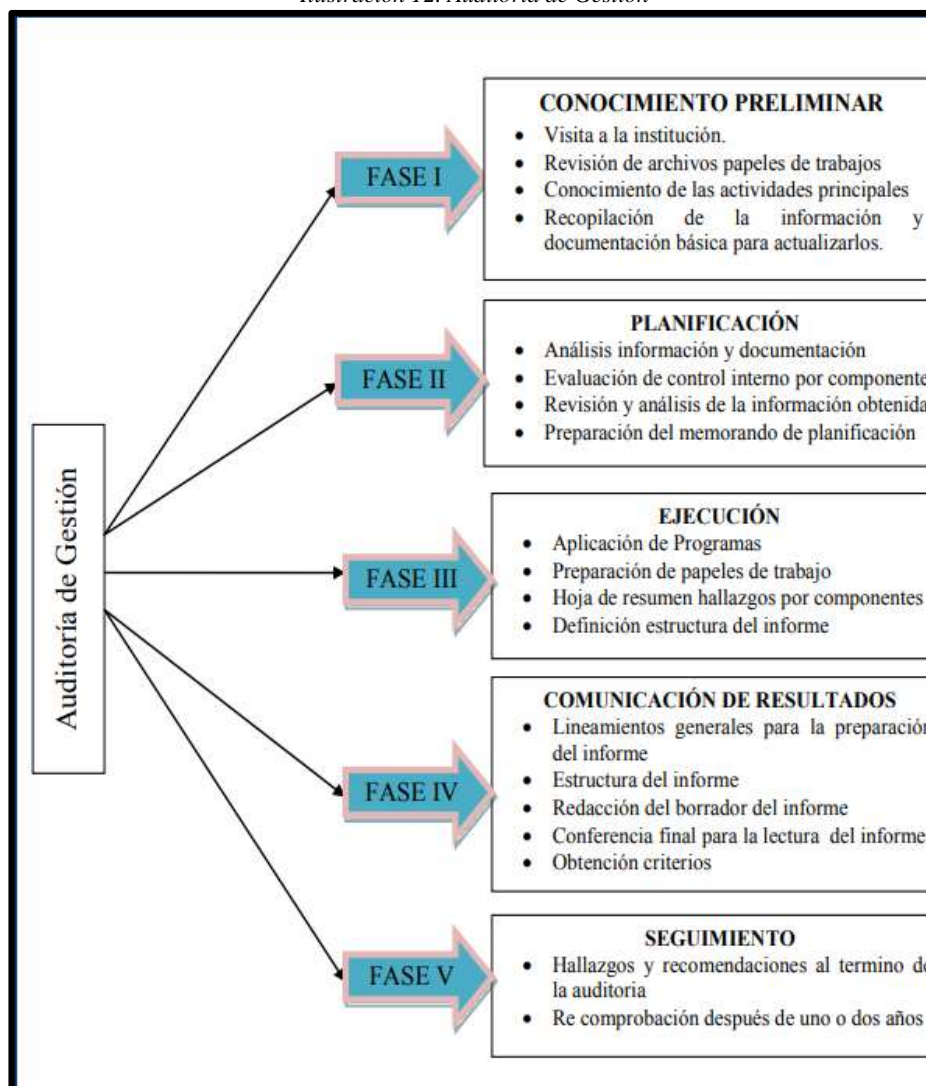 Ilustración 12. Auditoría de Gestión
Auditoría de Gestión
FASE I
CONOCIMIENTO PRELIMINAR
• Visita a la institución.
• Revisión de archivos papeles de trabajos
• Conocimiento de las actividades principales
• Recopilación de la información y
documentación básica para actualizarlos.
FASE II
PLANIFICACIÓN
• Análisis información y documentación
• Evaluación de control interno por componente
• Revisión y análisis de la información obtenida
• Preparación del memorando de planificación
FASE III
EJECUCIÓN
• Aplicación de Programas
• Preparación de papeles de trabajo
• Hoja de resumen hallazgos por componentes
• Definición estructura del informe
FASE IV
COMUNICACIÓN DE RESULTADOS
• Lineamientos generales para la preparación
del informe
• Estructura del informe
• Redacción del borrador del informe
• Conferencia final para la lectura del informe
• Obtención criterios
FASE V
SEGUIMIENTO
• Hallazgos y recomendaciones al termino de
la auditoria
• Re comprobación después de uno o dos años